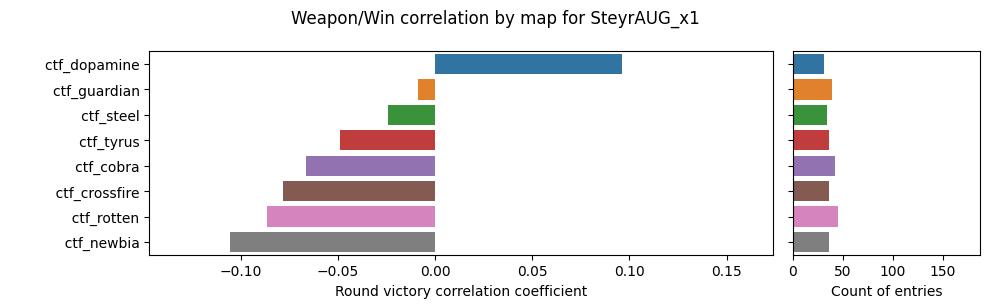 Weapon/Win correlation by map for SteyrAUG_x1
ctf_dopamine
ctf_guardian
ctf_steel
ctf_tyrus
ctf_cobra
ctf_crossfire
ctf_rotten
ctf_newbia
−0.10 −0.05 0.00 0.05 0.10 0.15
Round victory correlation coefficient
0 50 100 150
Count of entries